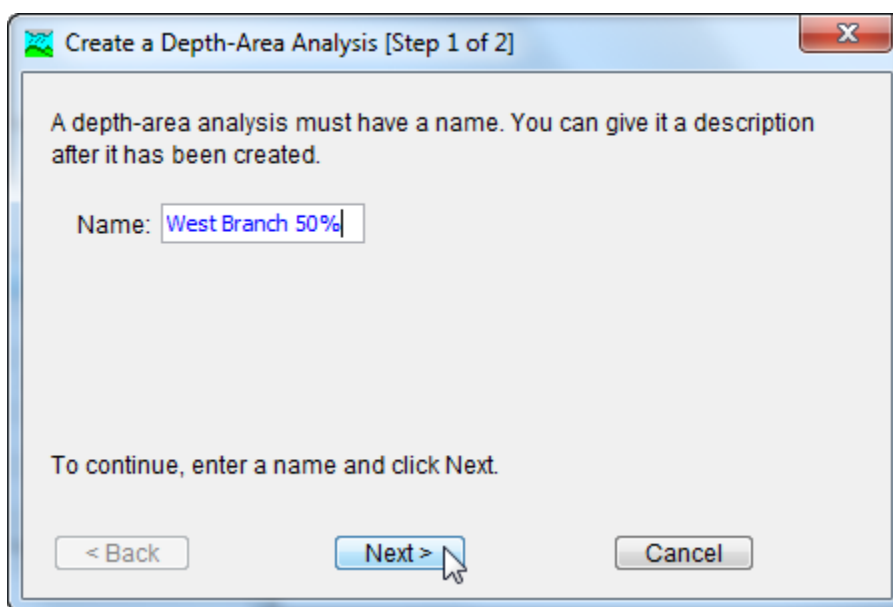 Create a Depth-Area Analysis [Step 1 of 2]
A depth-area analysis must have a name. You can give it a description
after it has been created.
Name: West Branch 50%
To continue, enter a name and click Next.
< Back Next > Cancel